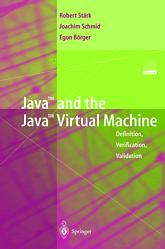 Robert Stärk
Joachim Schmid
Egon Börger
Java™ and the
Java™ Virtual Machine
Definition,
Verification,
Validation
Springer